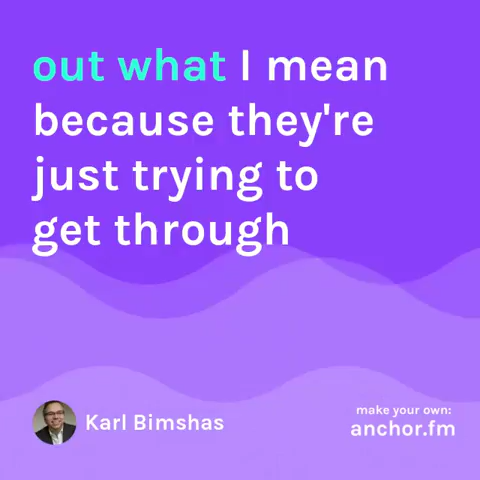 out what I mean
because they're
just trying to
get through
Karl Bimshas
make your own:
anchor.fm